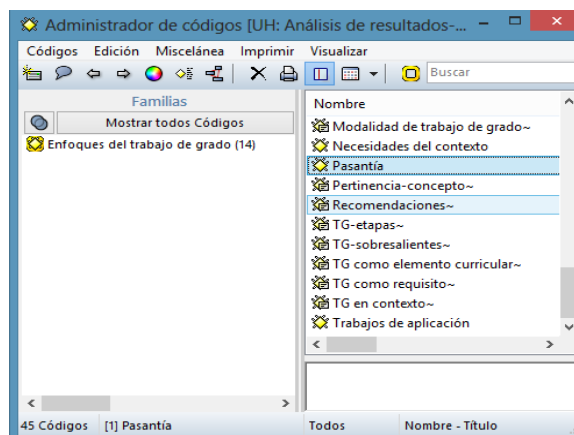 Administrador de códigos [UH: Análisis de resultados-...
Códigos Edición Miscelánea Imprimir Visualizar
Buscar
Familias
Mostrar todos Códigos
Enfoques del trabajo de grado (14)
Nombre
Modalidad de trabajo de grado~
Necesidades del contexto
Pasantía
Pertinencia-concepto~
Recomendaciones~
TG-etapas~
TG-sobresalientes~
TG como elemento curricular~
TG como requisito~
TG en contexto~
Trabajos de aplicación
45 Códigos [1] Pasantía Todos Nombre - Título